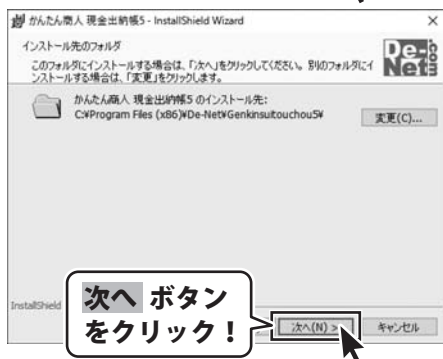 かんたん商人 現金出納帳5 - InstallShield Wizard
インストール先のフォルダ
このフォルダにインストールする場合は、「次へ」をクリックしてください。別のフォルダにイ
ンストールする場合は、「変更」をクリックします。
De-
Net.com
かんたん商人 現金出納帳5 のインストール先:
C:¥Program Files (x86)¥De-Net¥Genkinsuitouchou5¥
変更(C)...
InstallShield
次へ ボタン
をクリック！
次へ(N) >
キャンセル